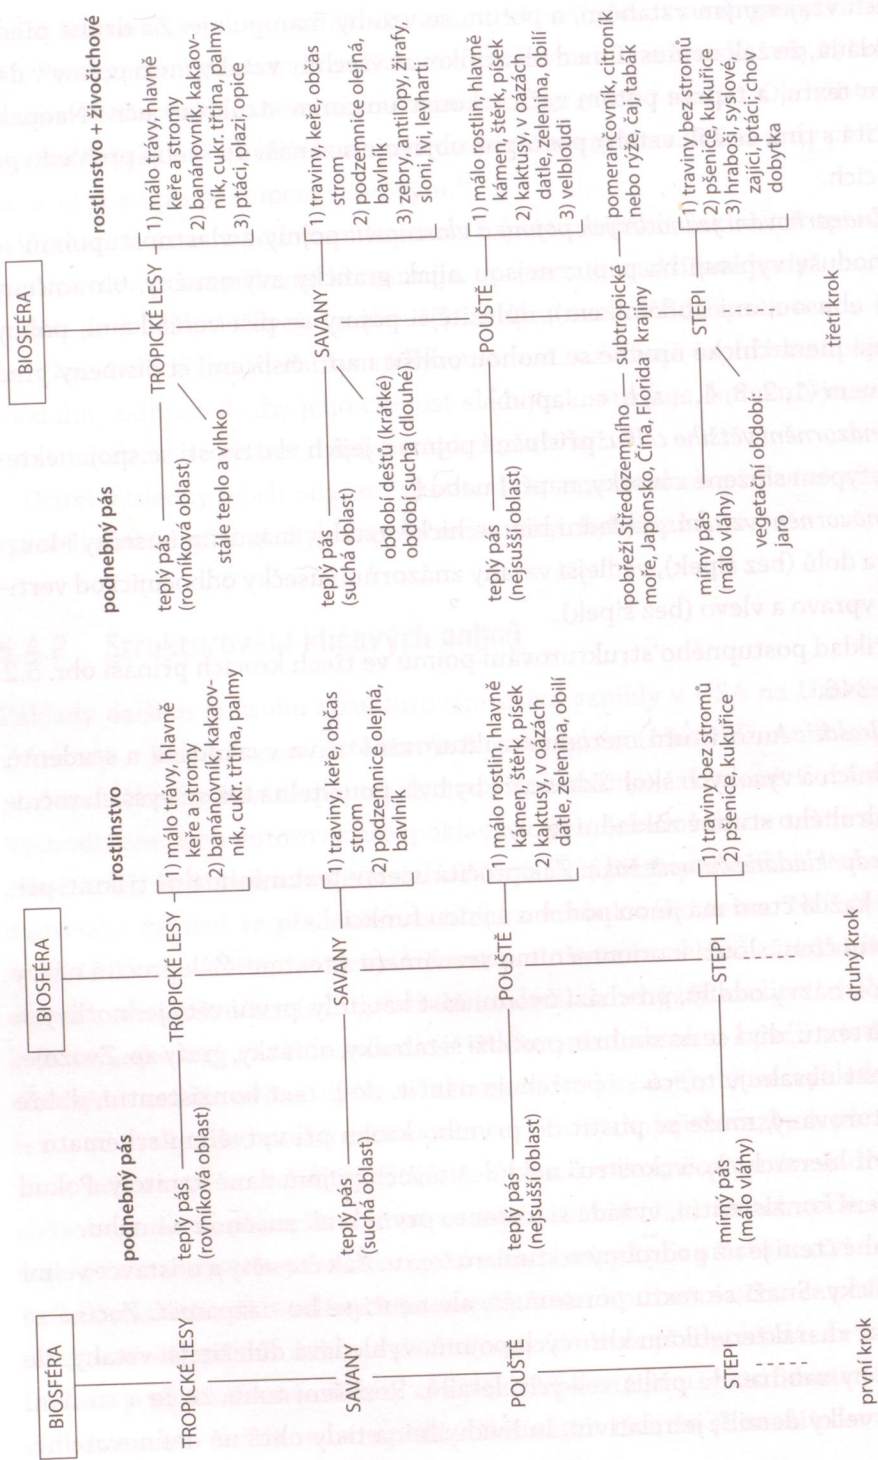 BIOSFÉRA
TROPICKÉ LESY
SAVANY
POUŠTĚ
STEPI
první krok
BIOSFÉRA
podnebný pás
rostlinstvo
teplý pás
(rovníková oblast)
TROPICKÉ LESY
1) málo trávy, hlavně
keře a stromy
2) banánovník, kakaov-
ník, cukr. třtina, palmy
teplý pás
(suchá oblast)
SAVANY
1) traviny, keře, občas
strom
2) podzemnice olejná,
bavlník
teplý pás
(nejsušší oblast)
POUŠTĚ
1) málo rostlin, hlavně
kámen, štěrk, písek
2) kaktusy, v oázách
datle, zelenina, obilí
mírný pás
(málo vláhy)
STEPI
1) traviny bez stromů
2) pšenice, kukuřice
druhý krok
BIOSFÉRA
podnebný pás
rostlinstvo + živočichové
teplý pás
(rovníková oblast)
TROPICKÉ LESY
stále teplo a vlhko
1) málo trávy, hlavně
keře a stromy
2) banánovník, kakaov-
ník, cukr. třtina, palmy
3) ptáci, plazi, opice
teplý pás
(suchá oblast)
SAVANY
období dešťů (krátké)
období sucha (dlouhé)
1) traviny, keře, občas
strom
2) podzemnice olejná,
bavlník
3) zebry, antilopy, žirafy,
sloni, lvi, levharti
teplý pás
(nejsušší oblast)
POUŠTĚ
1) málo rostlin, hlavně
kámen, štěrk, písek
2) kaktusy, v oázách
datle, zelenina, obilí
3) velbloudi
pobřeží Středozemního
moře, Japonsko, Čína, Florida
subtropické
krajiny
pomerančovník, citroník
nebo rýže, čaj, tabák
mírný pás
(málo vláhy)
STEPI
vegetační období:
jaro
1) traviny bez stromů
2) pšenice, kukuřice
3) hraboši, syslové,
zajíci, ptáci, chov
dobytka
třetí krok